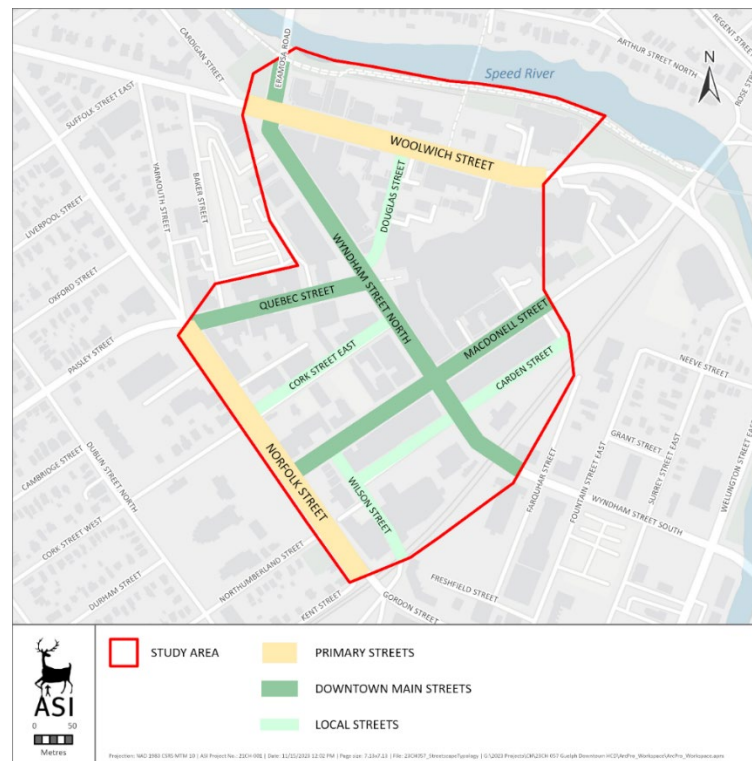 REGENT STREET
ARTHUR STREET NORTH
ROSE STREET
CARDIGAN STREET
ERAMOSA ROAD
Speed River
N
SUFFOLK STREET EAST
WOOLWICH STREET
YARMOUTH STREET
BAKER STREET
DOUGLAS STREET
LIVERPOOL STREET
WYNDHAM STREET NORTH
OXFORD STREET
QUEBEC STREET
MACDONELL STREET
PAISLEY STREET
CORK STREET EAST
CARDEN STREET
NEEVE STREET
CAMBRIDGE STREET
DUBLIN STREET NORTH
NORFOLK STREET
WILSON STREET
GRANT STREET
FARQUHAR STREET
FOUNTAIN STREET EAST
SURREY STREET EAST
WELLINGTON STREET EAST
CORK STREET WEST
WYNDHAM STREET SOUTH
DURHAM STREET
NORTHUMBERLAND STREET
KENT STREET
FRESHFIELD STREET
GORDON STREET
ASI
0 50
Metres
STUDY AREA
PRIMARY STREETS
DOWNTOWN MAIN STREETS
LOCAL STREETS